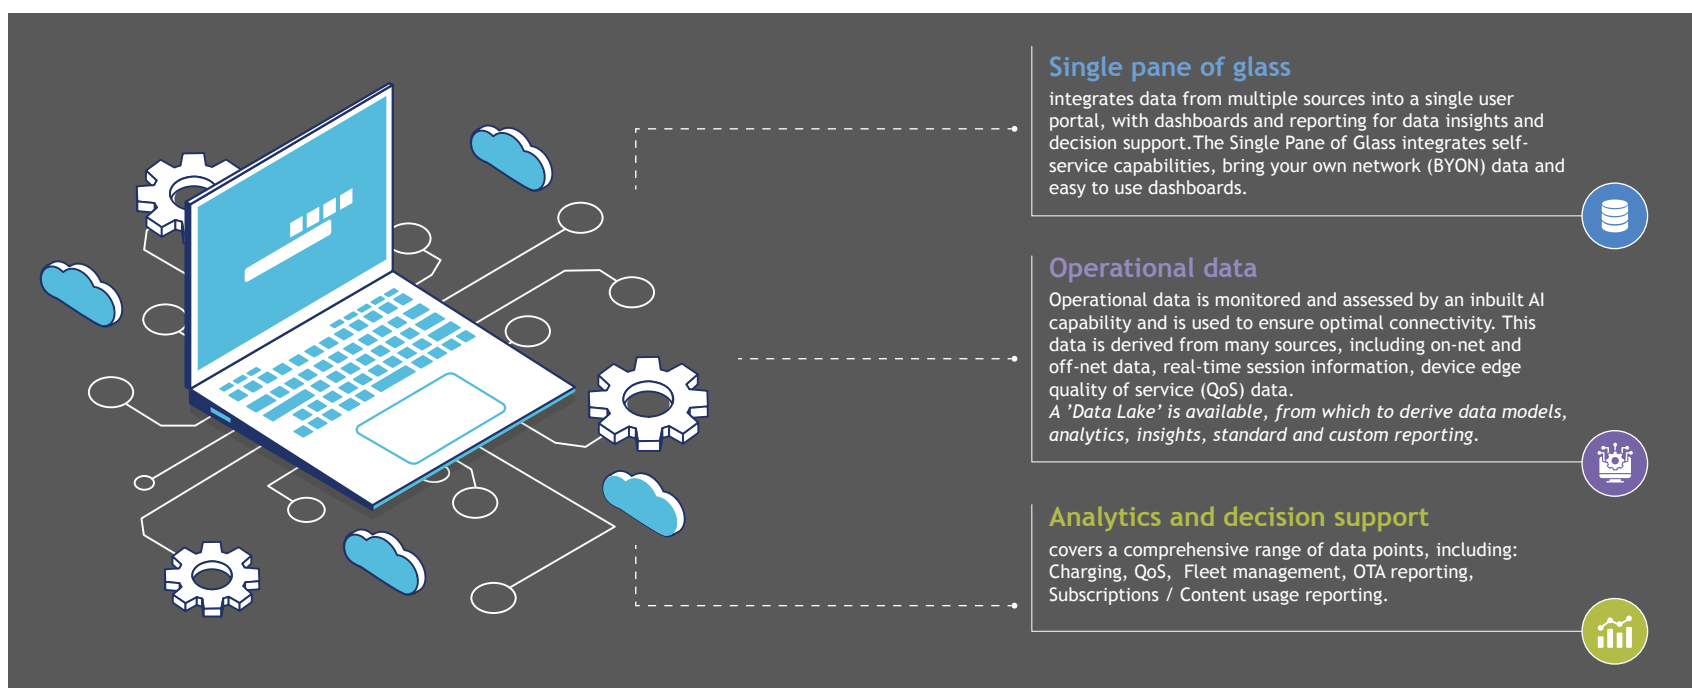 Single pane of glass
integrates data from multiple sources into a single user
portal, with dashboards and reporting for data insights and
decision support.The Single Pane of Glass integrates self-
service capabilities, bring your own network (BYON) data and
easy to use dashboards.
Operational data
Operational data is monitored and assessed by an inbuilt AI
capability and is used to ensure optimal connectivity. This
data is derived from many sources, including on-net and
off-net data, real-time session information, device edge
quality of service (QoS) data.
A ’Data Lake’ is available, from which to derive data models,
analytics, insights, standard and custom reporting.
Analytics and decision support
covers a comprehensive range of data points, including:
Charging, QoS,  Fleet management, OTA reporting,
Subscriptions / Content usage reporting.